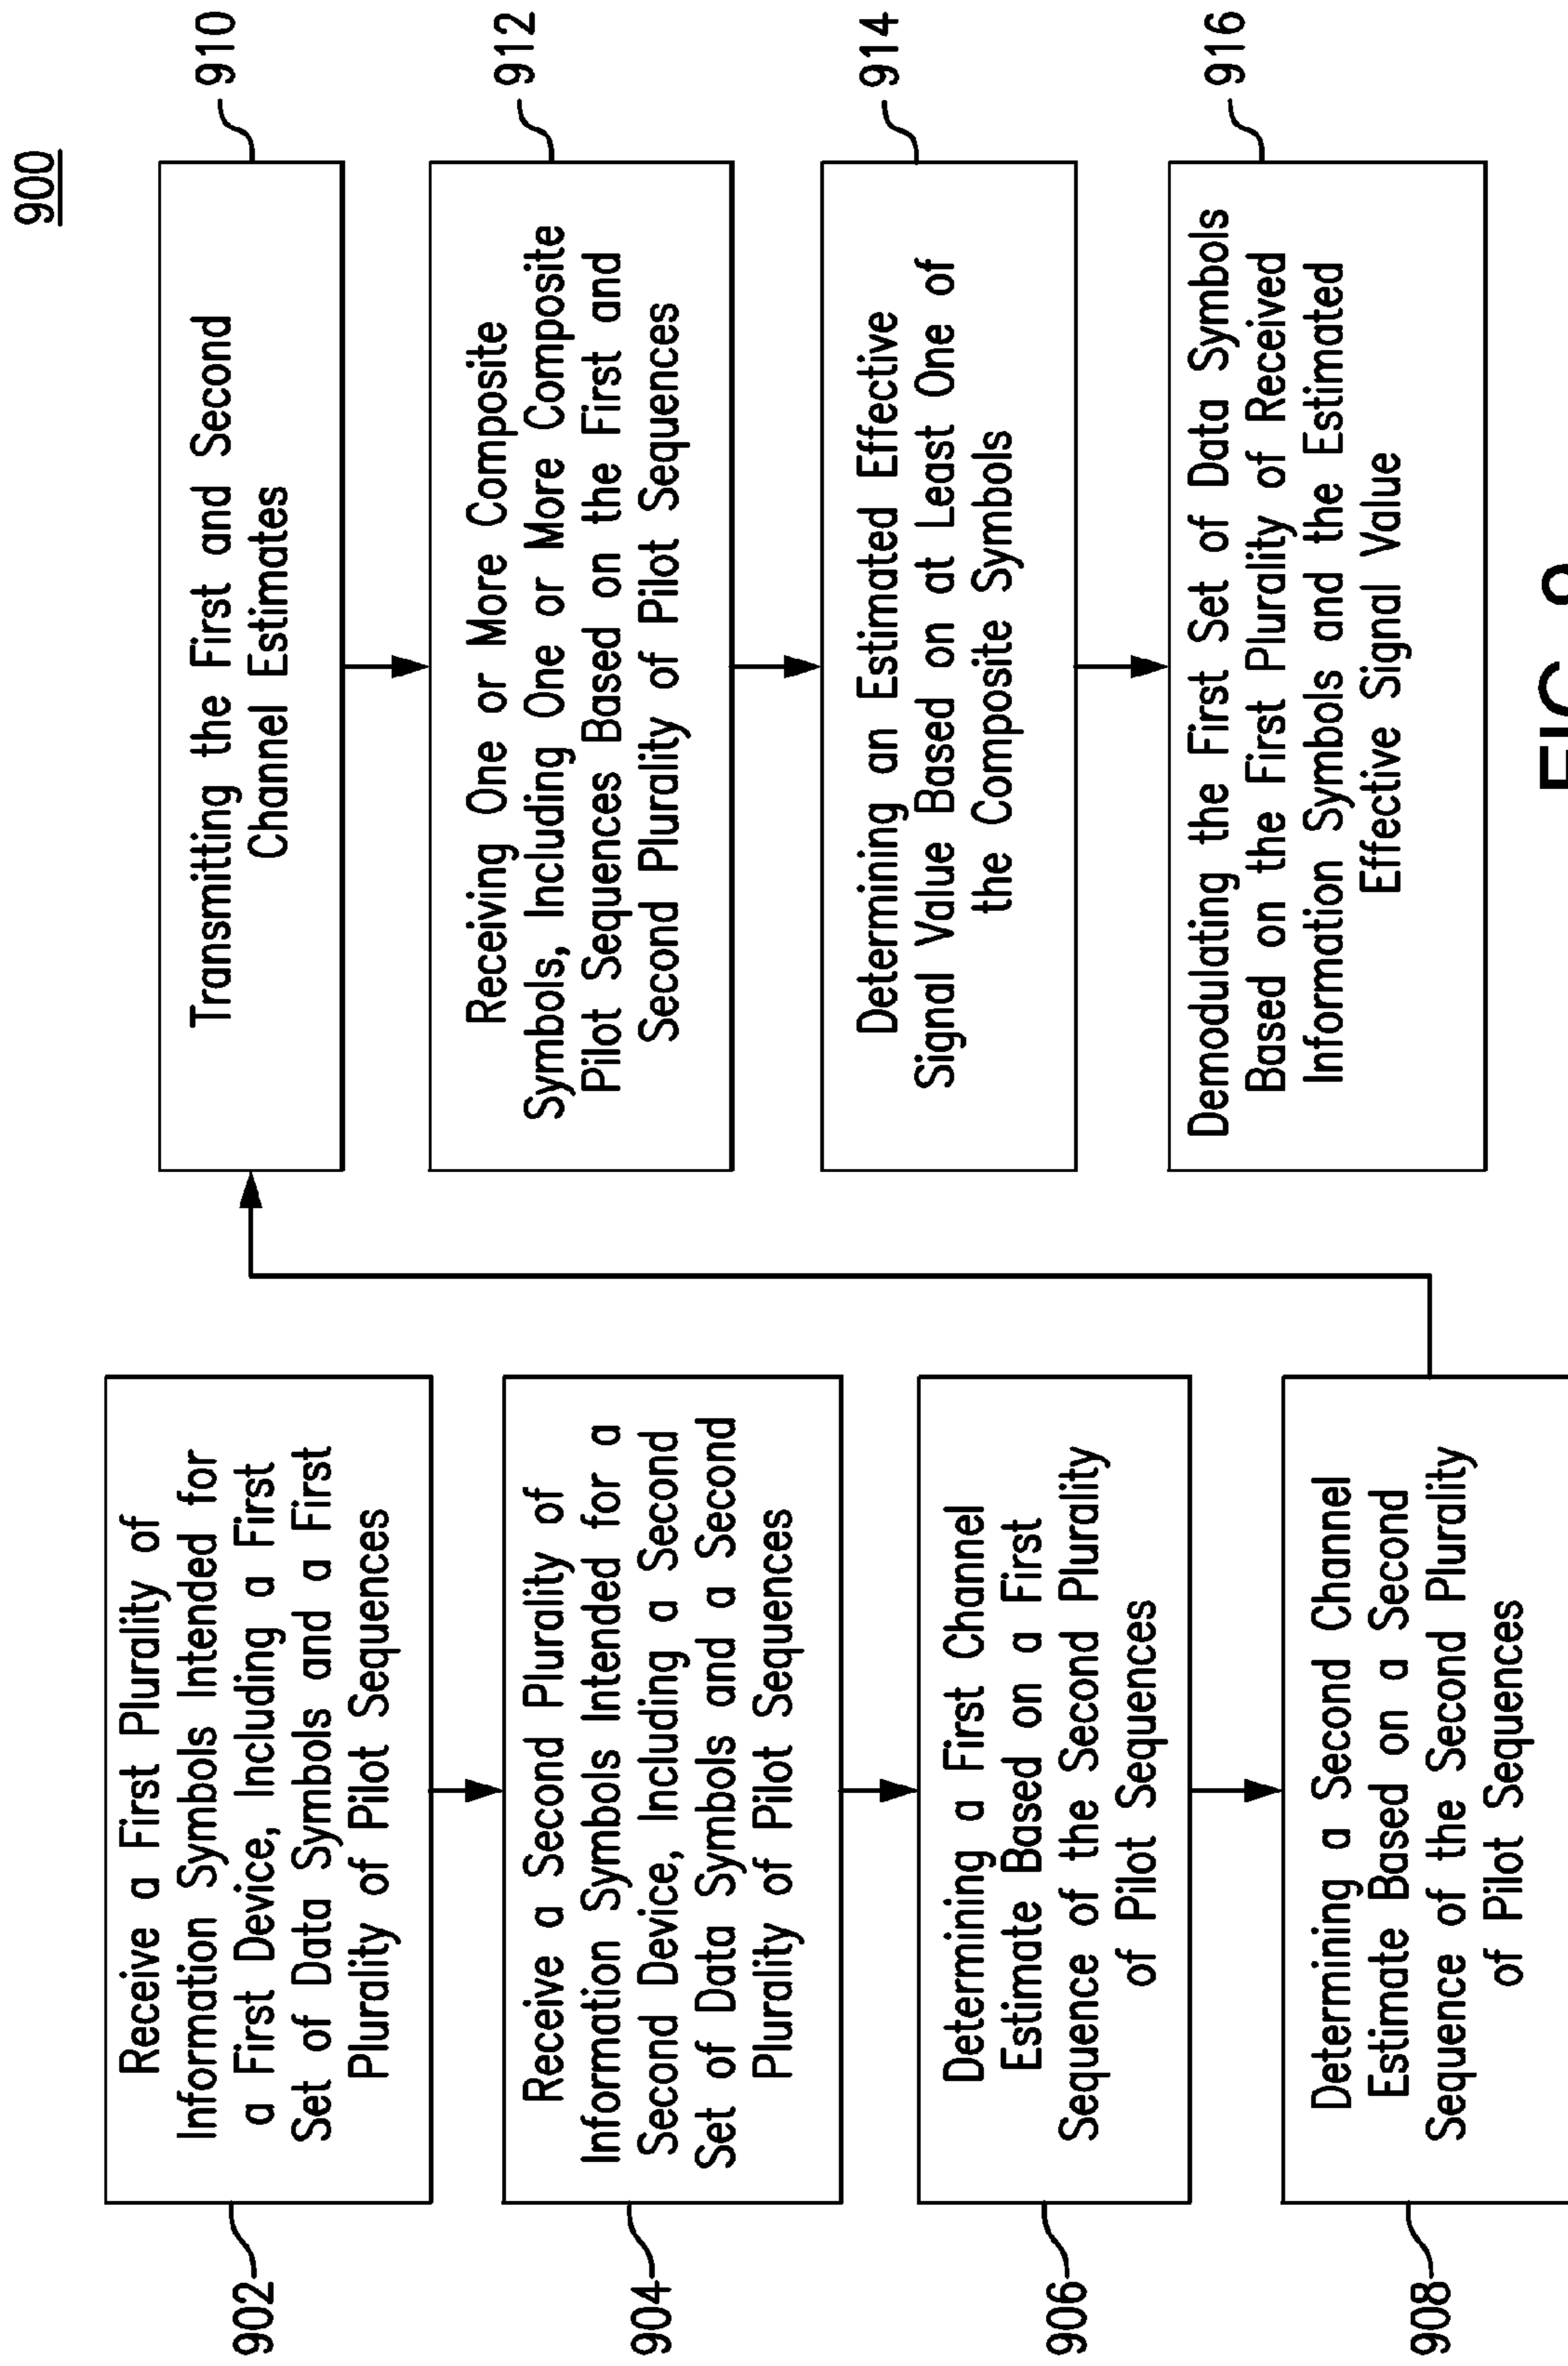 900
902
Receive a First Plurality of
Information Symbols Intended for
a First Device, Including a First
Set of Data Symbols and a First
Plurality of Pilot Sequences
904
Receive a Second Plurality of
Information Symbols Intended for a
Second Device, Including a Second
Set of Data Symbols and a Second
Plurality of Pilot Sequences
906
Determining a First Channel
Estimate Based on a First
Sequence of the Second Plurality
of Pilot Sequences
908
Determining a Second Channel
Estimate Based on a Second
Sequence of the Second Plurality
of Pilot Sequences
910
Transmitting the First and Second
Channel Estimates
912
Receiving One or More Composite
Symbols, Including One or More Composite
Pilot Sequences Based on the First and
Second Plurality of Pilot Sequences
914
Determining an Estimated Effective
Signal Value Based on at Least One of
the Composite Symbols
916
Demodulating the First Set of Data Symbols
Based on the First Plurality of Received
Information Symbols and the Estimated
Effective Signal Value